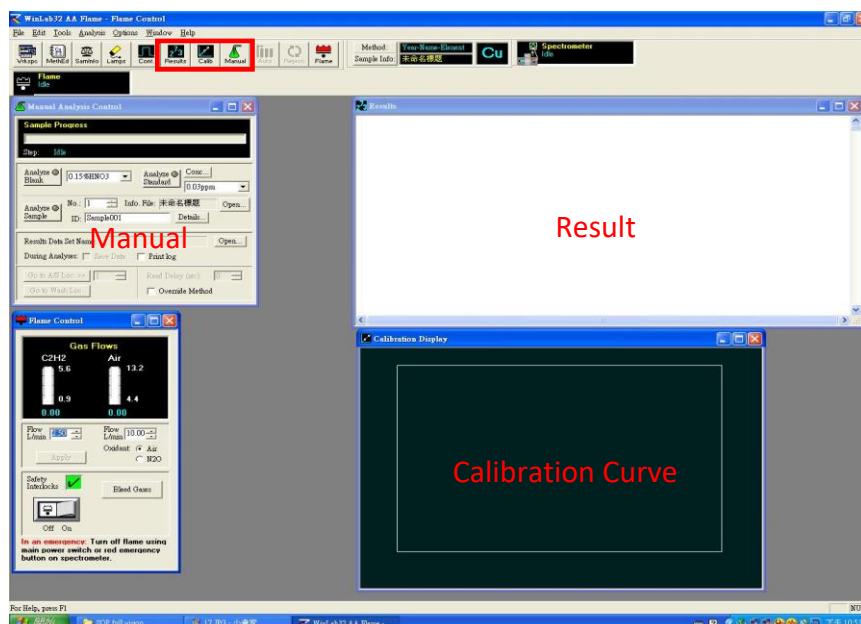 WinLab32 AA Flame - Flame Control
File Edit Tools Analysis Options Window Help
Wrkspc MethEd SamInfo Lamps Cont. Results Calib Manual Auto Flame
Method: Year-Name-Element
Sample Info: 未命名標題
Cu
Spectrometer
Idle
Flame
Idle
Manual Analysis Control
Sample Progress
Step: Idle
Analyze Blank 0.15%HNO3 Analyze Standard Conc... 0.03ppm
Analyze Sample No.: 1 Info. File: 未命名標題 Open...
ID: Sample001 Details...
Results Data Set Name Open...
Manual
During Analyses: Save Data Print log
Go to A/S Loc. >> 1 Read Delay (sec): 0
Go to Wash Loc. Override Method
Results
Result
Flame Control
Gas Flows
C2H2 Air
5.6 13.2
0.9 4.4
0.00 0.00
Flow L/min 2.50 Flow L/min 10.00
Apply Oxidant: Air
N2O
Safety Interlocks Bleed Gases
Off On
In an emergency: Turn off flame using
main power switch or red emergency
button on spectrometer.
Calibration Display
Calibration Curve
For Help, press F1
WinLab32 AA Flame -